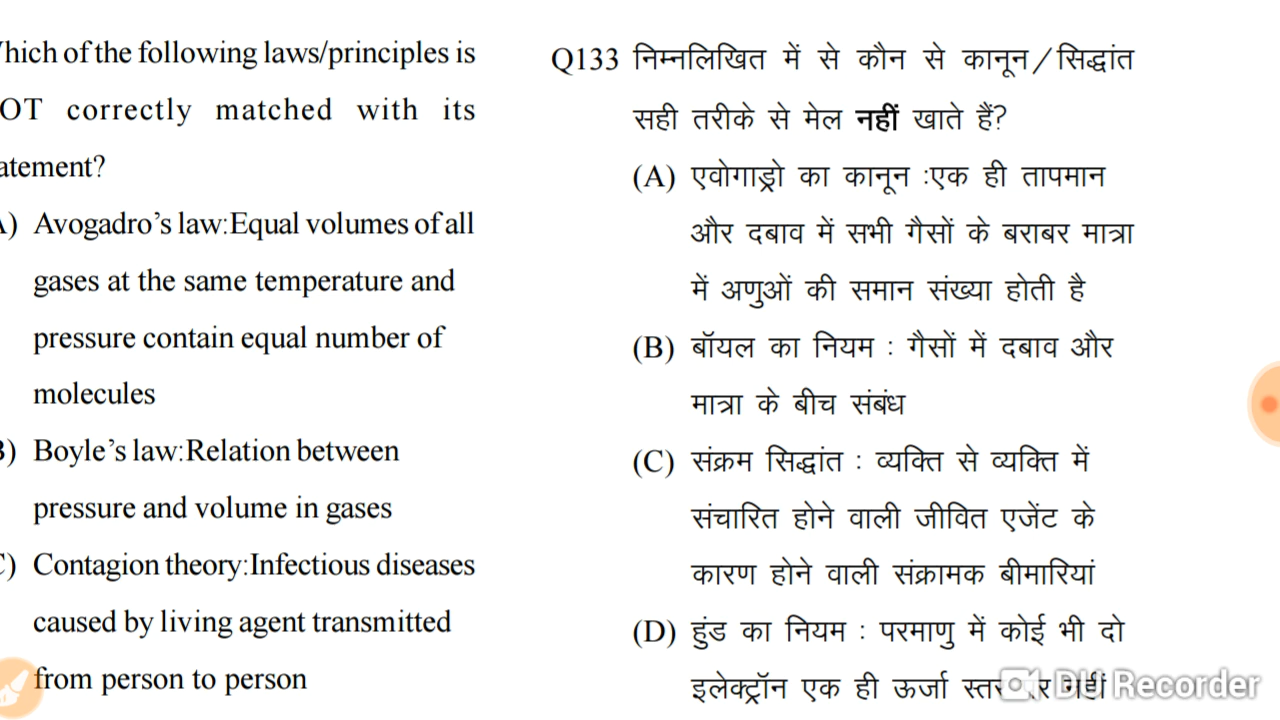 hich of the following laws/principles is
OT correctly matched with its
atement?
) Avogadro's law:Equal volumes of all
gases at the same temperature and
pressure contain equal number of
molecules
) Boyle's law:Relation between
pressure and volume in gases
) Contagion theory:Infectious diseases
caused by living agent transmitted
from person to person
Q133 निम्नलिखित में से कौन से कानून/सिद्धांत
सही तरीके से मेल नहीं खाते हैं?
(A) एवोगाड्रो का कानून :एक ही तापमान
और दबाव में सभी गैसों के बराबर मात्रा
में अणुओं की समान संख्या होती है
(B) बॉयल का नियम : गैसों में दबाव और
मात्रा के बीच संबंध
(C) संक्रम सिद्धांत : व्यक्ति से व्यक्ति में
संचारित होने वाली जीवित एजेंट के
कारण होने वाली संक्रामक बीमारियां
(D) हुंड का नियम : परमाणु में कोई भी दो
इलेक्ट्रॉन एक ही ऊर्जा स्तर पर नहीं
DU Recorder